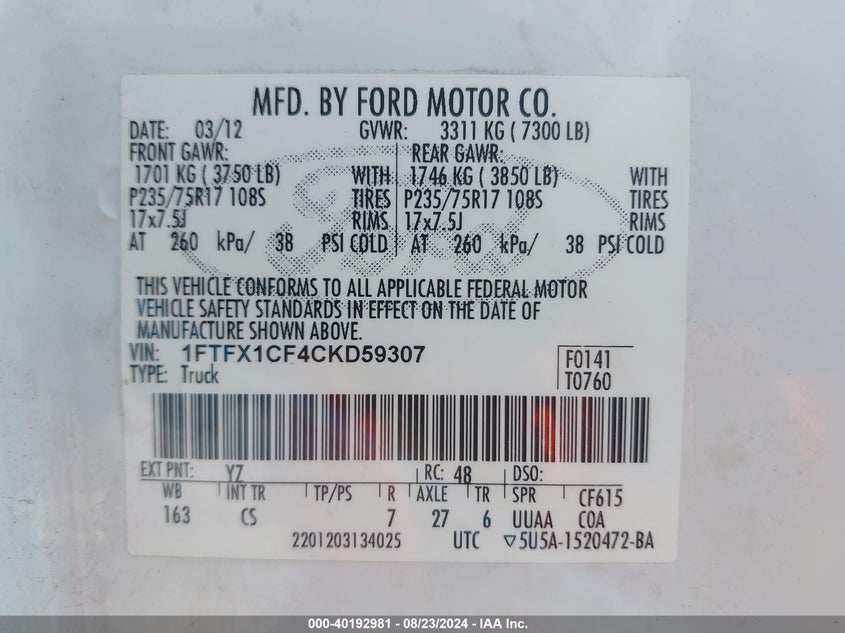 MFD. BY FORD MOTOR CO.
DATE: 03/12 GVWR: 3311 KG ( 7300 LB)
FRONT GAWR: REAR GAWR:
1701 KG ( 3750 LB) WITH 1746 KG ( 3850 LB) WITH
P235/75R17 108S TIRES P235/75R17 108S TIRES
17x7.5J RIMS 17x7.5J RIMS
AT 260 kPa/ 38 PSI COLD AT 260 kPa/ 38 PSI COLD
Ford
THIS VEHICLE CONFORMS TO ALL APPLICABLE FEDERAL MOTOR
VEHICLE SAFETY STANDARDS IN EFFECT ON THE DATE OF
MANUFACTURE SHOWN ABOVE.
VIN: 1FTFX1CF4CKD59307 F0141
TYPE: Truck T0760
EXT PNT: YZ RC: 48 DSO:
WB INT TR TP/PS R AXLE TR SPR CF615
163 CS 7 27 6 UUAA COA
2201203134025 UTC ▽5U5A-1520472-BA
000-40192981 - 08/23/2024 - IAA Inc.